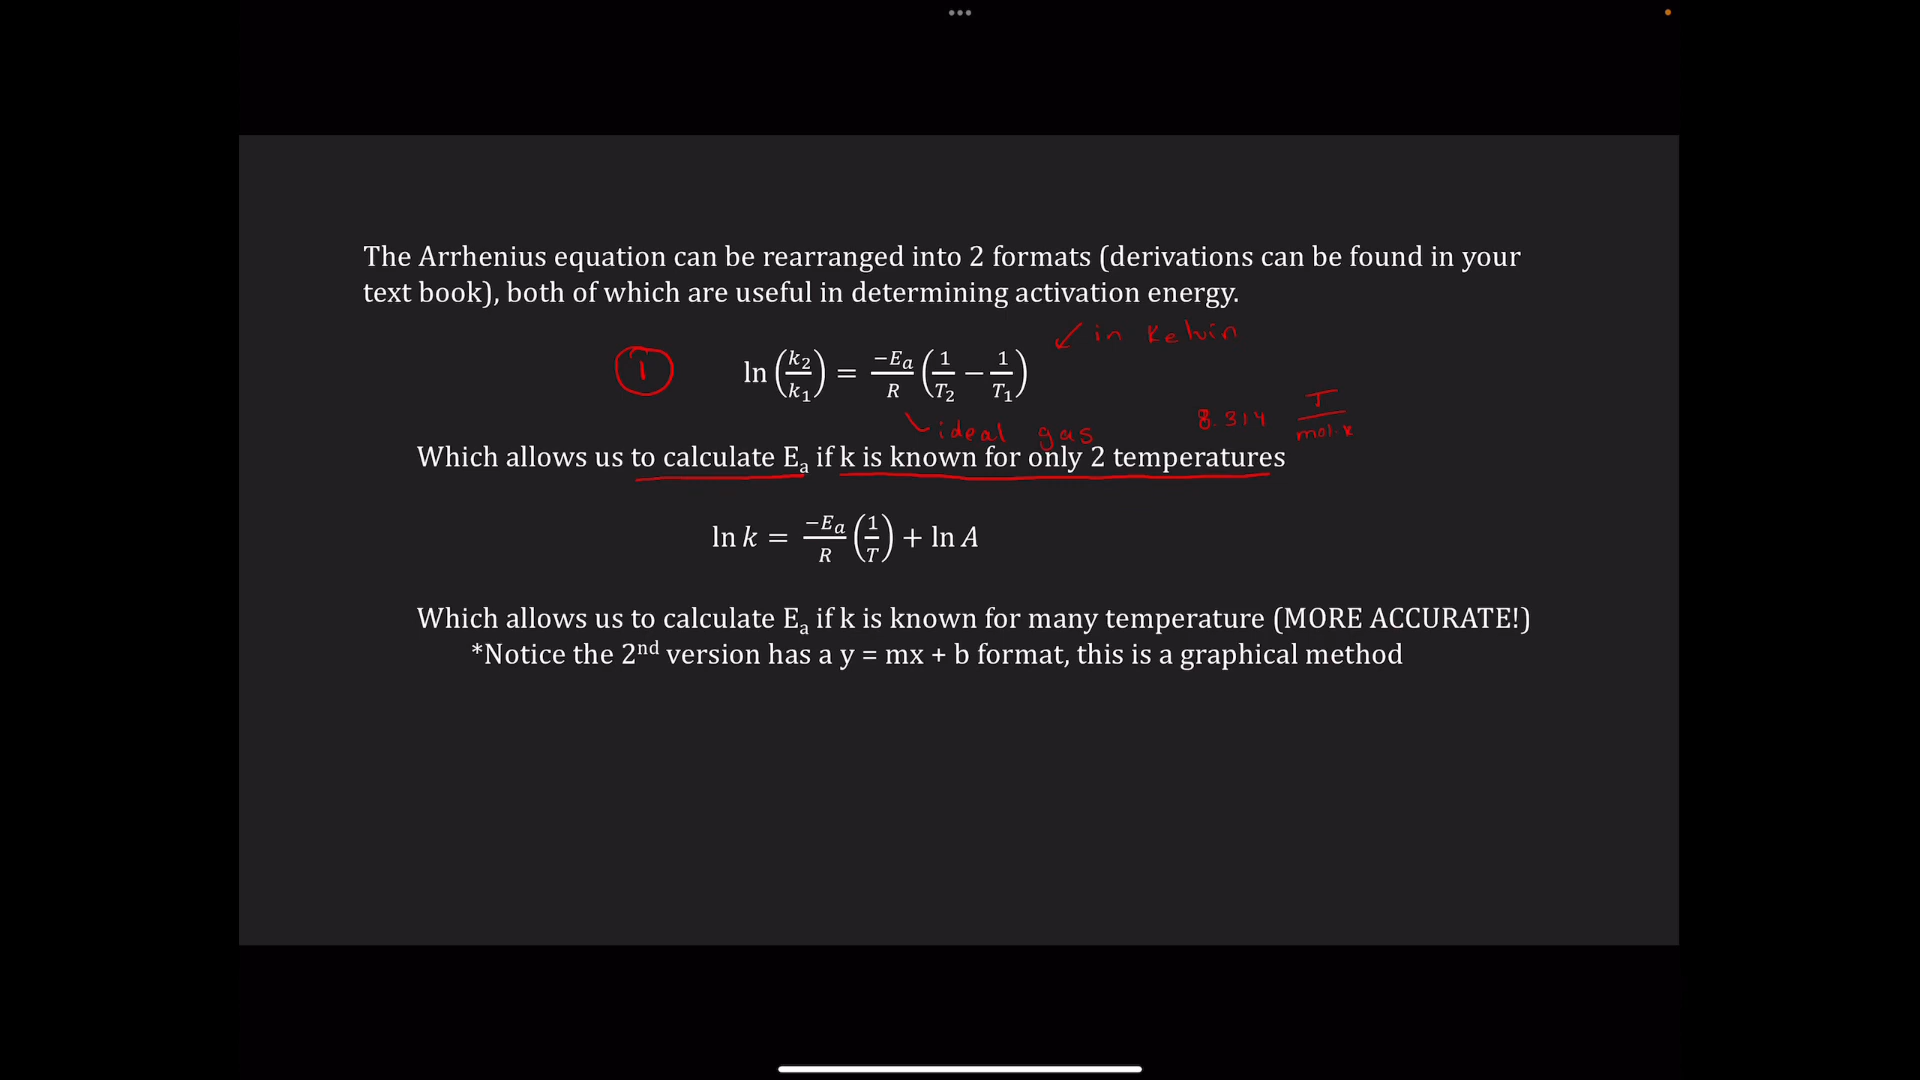 The Arrhenius equation can be rearranged into 2 formats (derivations can be found in your
text book), both of which are useful in determining activation energy.
in Kelvin
① ln (k₂/k₁) = -Eₐ/R (1/T₂ − 1/T₁)
ideal gas 8.314 J/mol·K
Which allows us to calculate Eₐ if k is known for only 2 temperatures
ln k = -Eₐ/R (1/T) + ln A
Which allows us to calculate Eₐ if k is known for many temperature (MORE ACCURATE!)
*Notice the 2ⁿᵈ version has a y = mx + b format, this is a graphical method